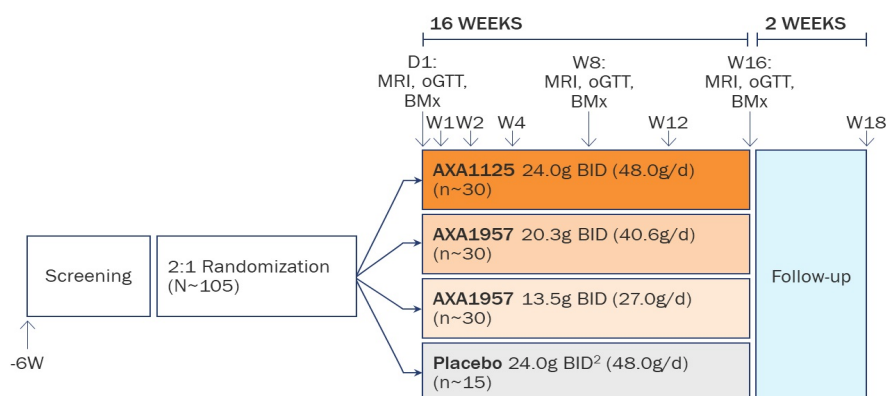 16 WEEKS
2 WEEKS
D1:
MRI, oGTT,
BMx
W8:
MRI, oGTT,
BMx
W16:
MRI, oGTT,
BMx
W1 W2 W4 W12 W18
AXA1125 24.0g BID (48.0g/d)
(n~30)
AXA1957 20.3g BID (40.6g/d)
(n~30)
Screening
2:1 Randomization
(N~105)
AXA1957 13.5g BID (27.0g/d)
(n~30)
Follow-up
-6W
Placebo 24.0g BID² (48.0g/d)
(n~15)